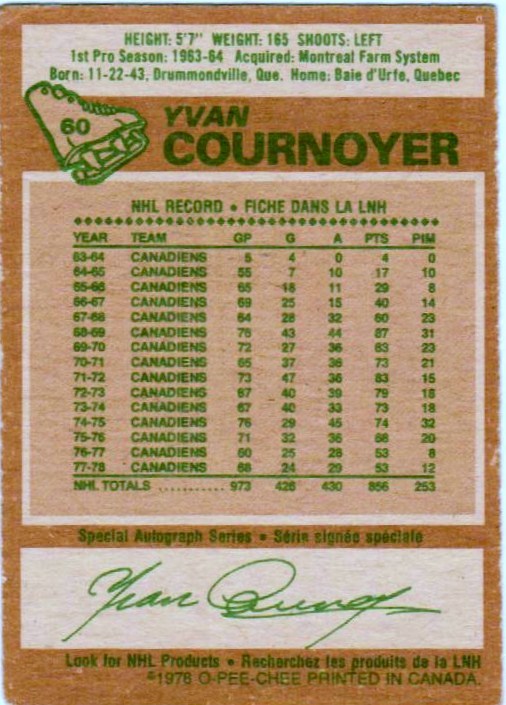 HEIGHT: 5'7" WEIGHT: 165 SHOOTS: LEFT
1st Pro Season: 1963-64 Acquired: Montreal Farm System
Born: 11-22-43, Drummondville, Que. Home: Baie d'Urfe, Quebec
60
YVAN
COURNOYER
NHL RECORD • FICHE DANS LA LNH
YEAR TEAM GP G A PTS PIM
63-64 CANADIENS 5 4 0 4 0
64-65 CANADIENS 55 7 10 17 10
65-66 CANADIENS 65 18 11 29 8
66-67 CANADIENS 69 25 15 40 14
67-68 CANADIENS 64 28 32 60 23
68-69 CANADIENS 76 43 44 87 31
69-70 CANADIENS 72 27 36 63 23
70-71 CANADIENS 65 37 36 73 21
71-72 CANADIENS 73 47 36 83 15
72-73 CANADIENS 67 40 39 79 18
73-74 CANADIENS 67 40 33 73 18
74-75 CANADIENS 76 29 45 74 32
75-76 CANADIENS 71 32 36 68 20
76-77 CANADIENS 60 25 28 53 8
77-78 CANADIENS 68 24 29 53 12
NHL TOTALS ........... 973 426 430 856 253
Special Autograph Series • Série signée spéciale
Yvan Cournoyer
Look for NHL Products • Recherchez les produits de la LNH
©1978 O-PEE-CHEE PRINTED IN CANADA.